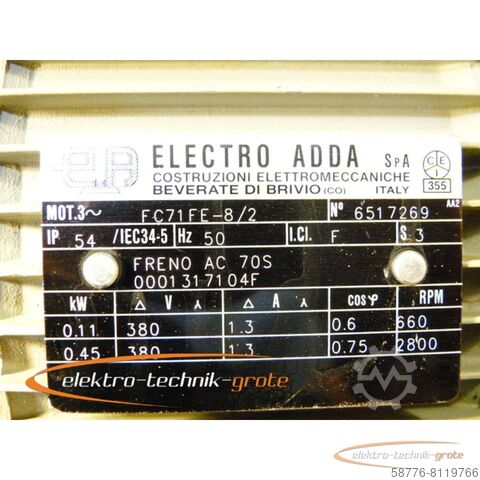 ELECTRO ADDA SpA
COSTRUZIONI ELETTROMECCANICHE
BEVERATE DI BRIVIO (CO) ITALY
CEI
355
MOT.3~ FC71FE-8/2 Nº 6517269 AA2
IP 54 /IEC34-5 Hz 50 I.Cl. F S 3
FRENO AC 70S
0001317104F
kW Δ V Y Δ A Y COSφ RPM
0.11 380 1.3 0.6 660
0.45 380 1.3 0.75 2800
elektro-technik-grote
elektro-technik-grote
58776-8119766